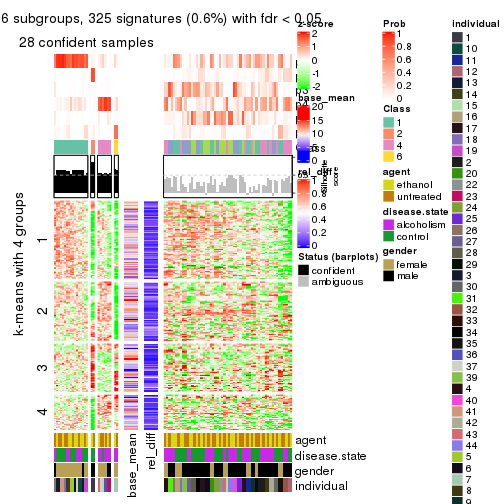 6 subgroups, 325 signatures (0.6%) with fdr < 0.05
28 confident samples
k-means with 4 groups
1
2
3
4
base_mean
rel_diff
agent
disease.state
gender
individual
z-score
2
1
0
-1
-2
base_mean
20
15
10
5
0
rel_diff
1
0.8
0.6
0.4
0.2
0
Silhouette
score
Status (barplots)
confident
ambiguous
Prob
1
0.8
0.6
0.4
0.2
0
Class
1
2
4
6
agent
ethanol
untreated
disease.state
alcoholism
control
gender
female
male
individual
1
10
11
12
13
14
15
16
17
18
19
2
20
22
23
24
25
26
27
28
29
3
30
31
32
33
34
35
36
37
39
4
40
41
42
43
44
5
6
7
8
9